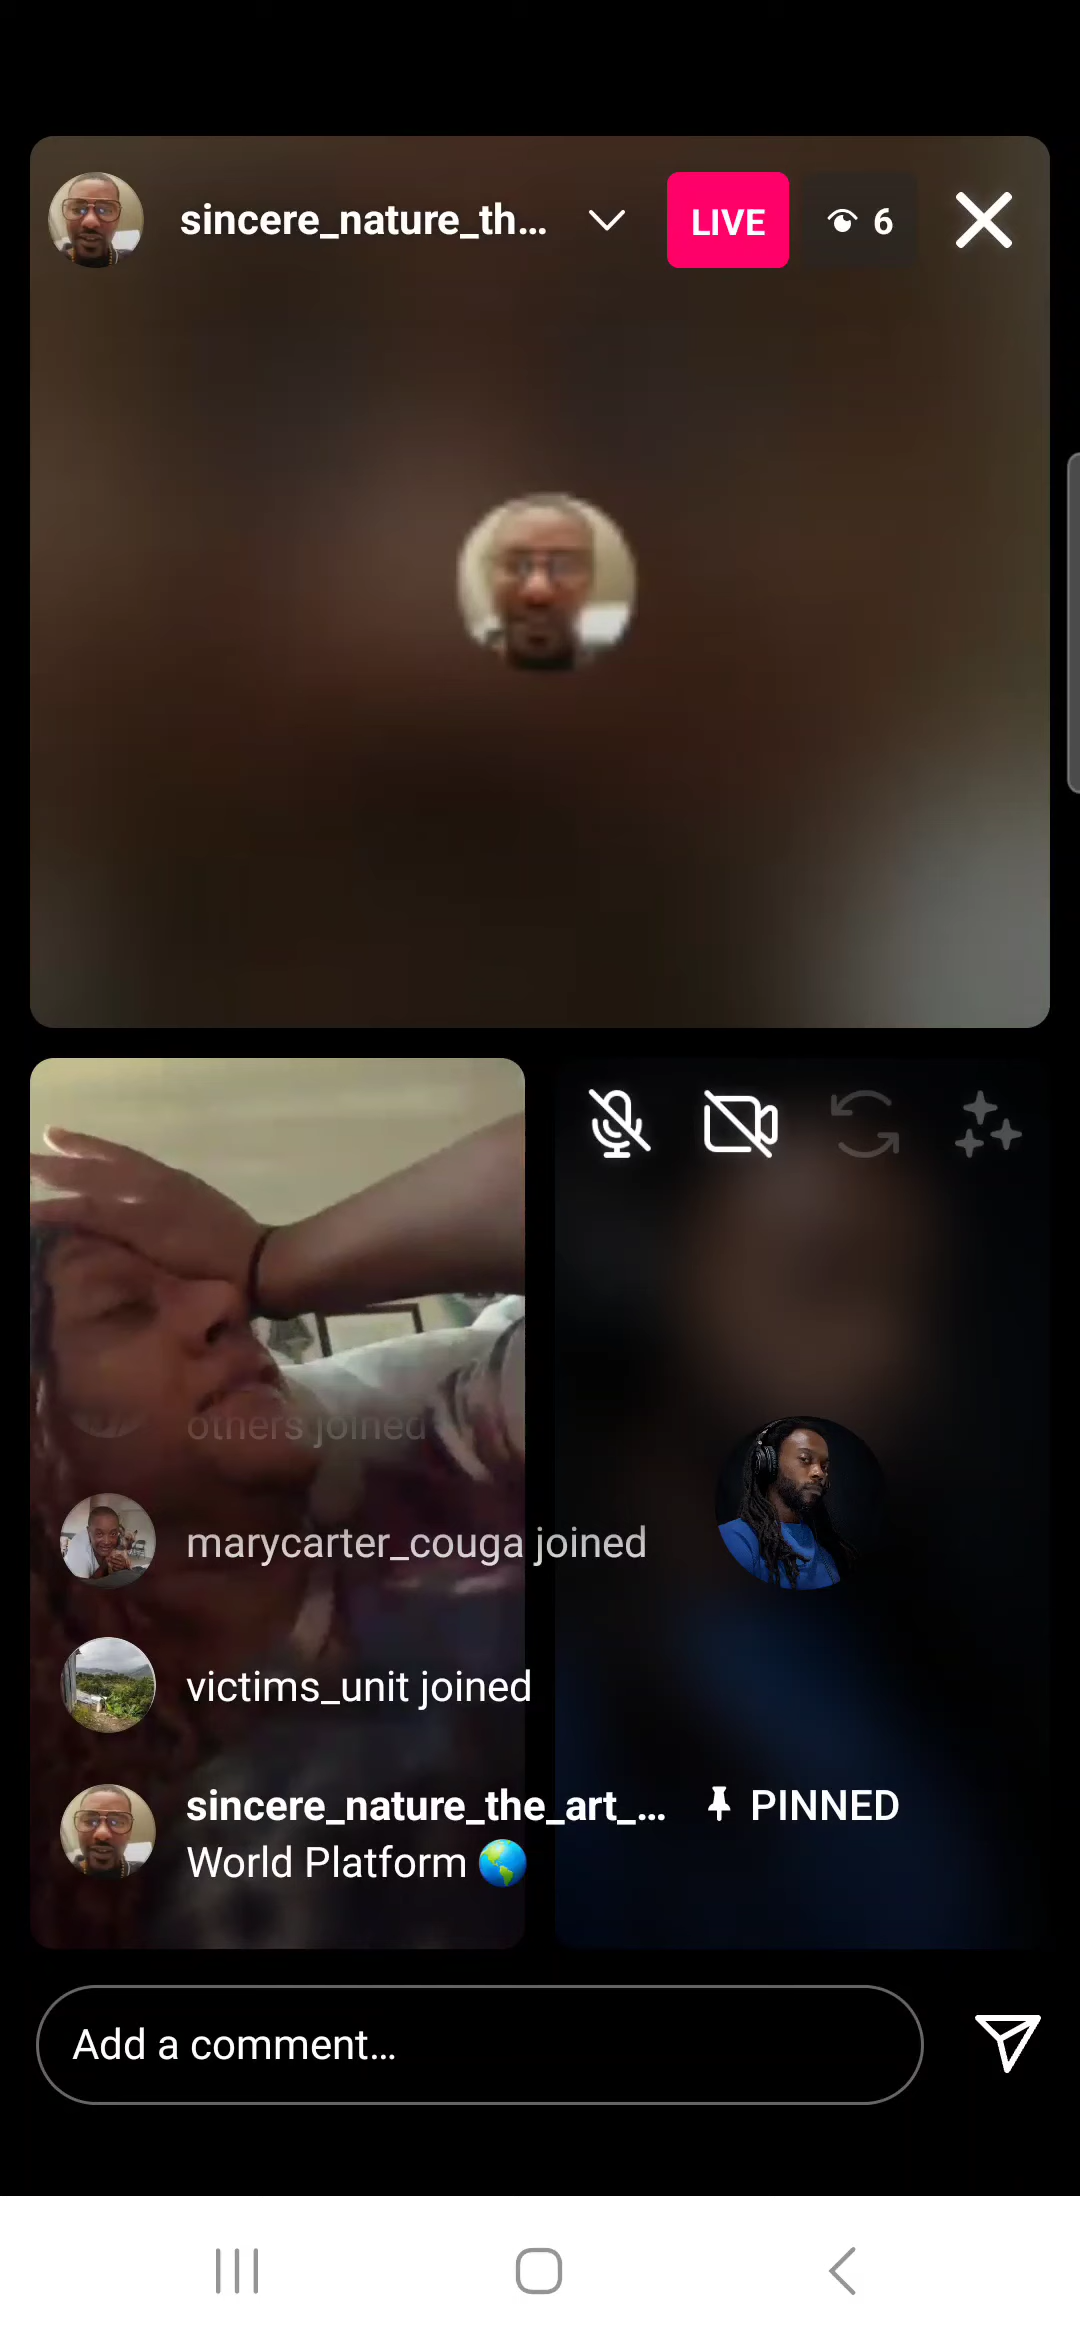 sincere_nature_th...
LIVE
6
others joined
marycarter_couga joined
victims_unit joined
sincere_nature_the_art_... PINNED
World Platform 🌎
Add a comment...